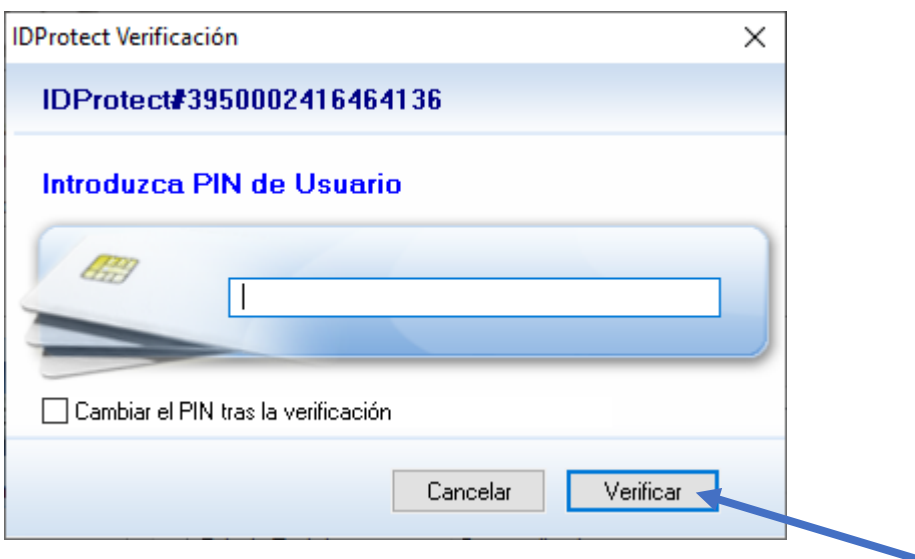 IDProtect Verificación
IDProtect#3950002416464136
Introduzca PIN de Usuario
Cambiar el PIN tras la verificación
Cancelar
Verificar